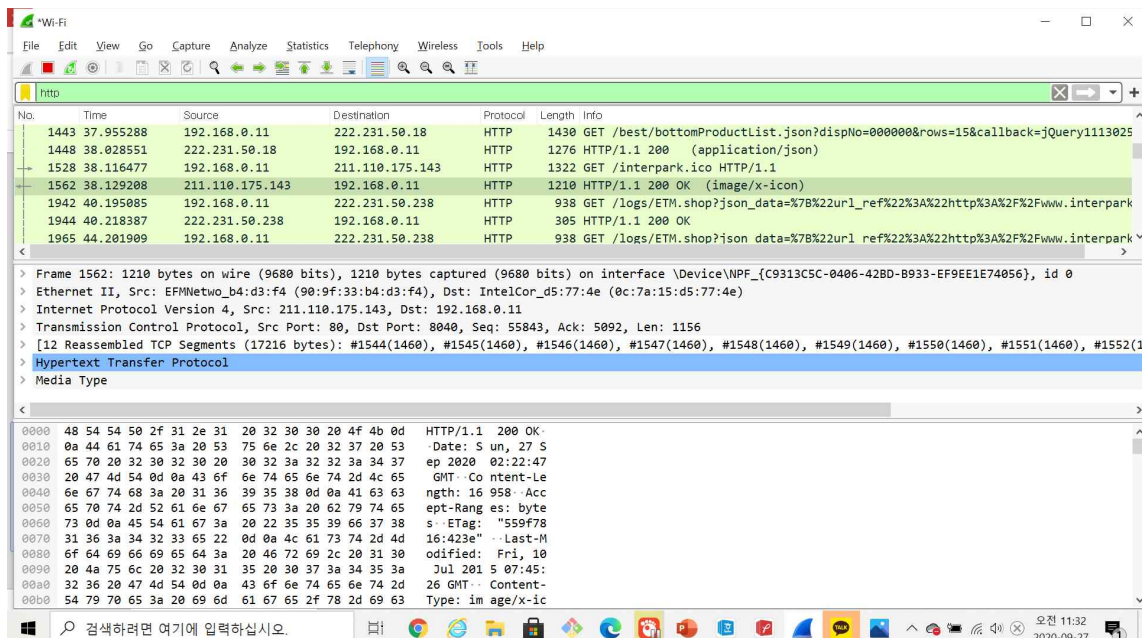 *Wi-Fi
File Edit View Go Capture Analyze Statistics Telephony Wireless Tools Help
http
No. Time Source Destination Protocol Length Info
1443 37.955288 192.168.0.11 222.231.50.18 HTTP 1430 GET /best/bottomProductList.json?dispNo=000000&rows=15&callback=jQuery1113025
1448 38.028551 222.231.50.18 192.168.0.11 HTTP 1276 HTTP/1.1 200 (application/json)
1528 38.116477 192.168.0.11 211.110.175.143 HTTP 1322 GET /interpark.ico HTTP/1.1
1562 38.129208 211.110.175.143 192.168.0.11 HTTP 1210 HTTP/1.1 200 OK (image/x-icon)
1942 40.195085 192.168.0.11 222.231.50.238 HTTP 938 GET /logs/ETM.shop?json_data=%7B%22url_ref%22%3A%22http%3A%2F%2Fwww.interpark
1944 40.218387 222.231.50.238 192.168.0.11 HTTP 305 HTTP/1.1 200 OK
1965 44.201909 192.168.0.11 222.231.50.238 HTTP 938 GET /logs/ETM.shop?json_data=%7B%22url_ref%22%3A%22http%3A%2F%2Fwww.interpark
> Frame 1562: 1210 bytes on wire (9680 bits), 1210 bytes captured (9680 bits) on interface \Device\NPF_{C9313C5C-0406-42BD-B933-EF9EE1E74056}, id 0
> Ethernet II, Src: EFMNetwo_b4:d3:f4 (90:9f:33:b4:d3:f4), Dst: IntelCor_d5:77:4e (0c:7a:15:d5:77:4e)
> Internet Protocol Version 4, Src: 211.110.175.143, Dst: 192.168.0.11
> Transmission Control Protocol, Src Port: 80, Dst Port: 8040, Seq: 55843, Ack: 5092, Len: 1156
> [12 Reassembled TCP Segments (17216 bytes): #1544(1460), #1545(1460), #1546(1460), #1547(1460), #1548(1460), #1549(1460), #1550(1460), #1551(1460), #1552(1
> Hypertext Transfer Protocol
> Media Type
0000 48 54 54 50 2f 31 2e 31 20 32 30 30 20 4f 4b 0d HTTP/1.1 200 OK·
0010 0a 44 61 74 65 3a 20 53 75 6e 2c 20 32 37 20 53 ·Date: S un, 27 S
0020 65 70 20 32 30 32 30 20 30 32 3a 32 32 3a 34 37 ep 2020 02:22:47
0030 20 47 4d 54 0d 0a 43 6f 6e 74 65 6e 74 2d 4c 65 GMT··Co ntent-Le
0040 6e 67 74 68 3a 20 31 36 39 35 38 0d 0a 41 63 63 ngth: 16 958··Acc
0050 65 70 74 2d 52 61 6e 67 65 73 3a 20 62 79 74 65 ept-Rang es: byte
0060 73 0d 0a 45 54 61 67 3a 20 22 35 35 39 66 37 38 s··ETag: "559f78
0070 31 36 3a 34 32 33 65 22 0d 0a 4c 61 73 74 2d 4d 16:423e" ··Last-M
0080 6f 64 69 66 69 65 64 3a 20 46 72 69 2c 20 31 30 odified: Fri, 10
0090 20 4a 75 6c 20 32 30 31 35 20 30 37 3a 34 35 3a Jul 201 5 07:45:
00a0 32 36 20 47 4d 54 0d 0a 43 6f 6e 74 65 6e 74 2d 26 GMT·· Content-
00b0 54 79 70 65 3a 20 69 6d 61 67 65 2f 78 2d 69 63 Type: im age/x-ic
검색하려면 여기에 입력하십시오.
TALK
오전 11:32
2020-09-27